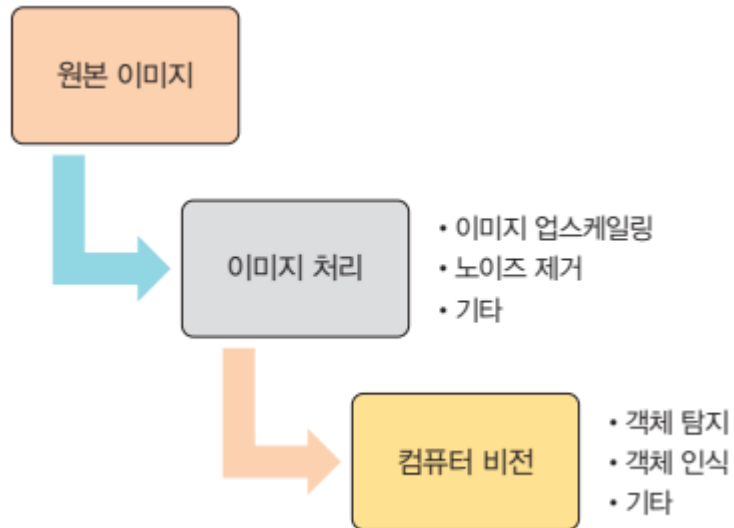 원본 이미지
이미지 처리
• 이미지 업스케일링
• 노이즈 제거
• 기타
컴퓨터 비전
• 객체 탐지
• 객체 인식
• 기타